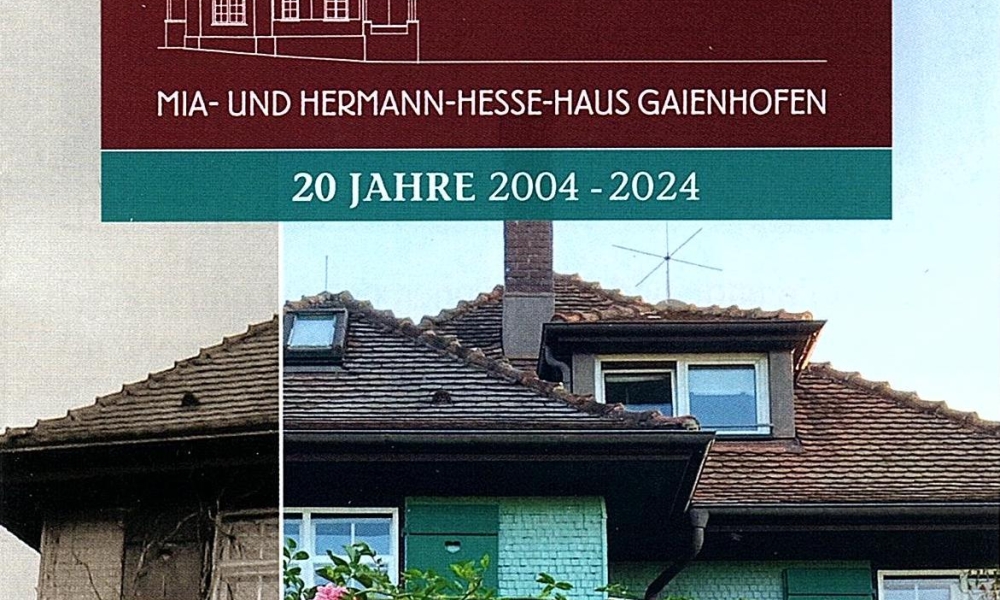 MIA- UND HERMANN-HESSE-HAUS GAIENHOFEN
20 JAHRE 2004 - 2024